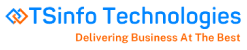 TSinfo Technologies
Delivering Business At The Best